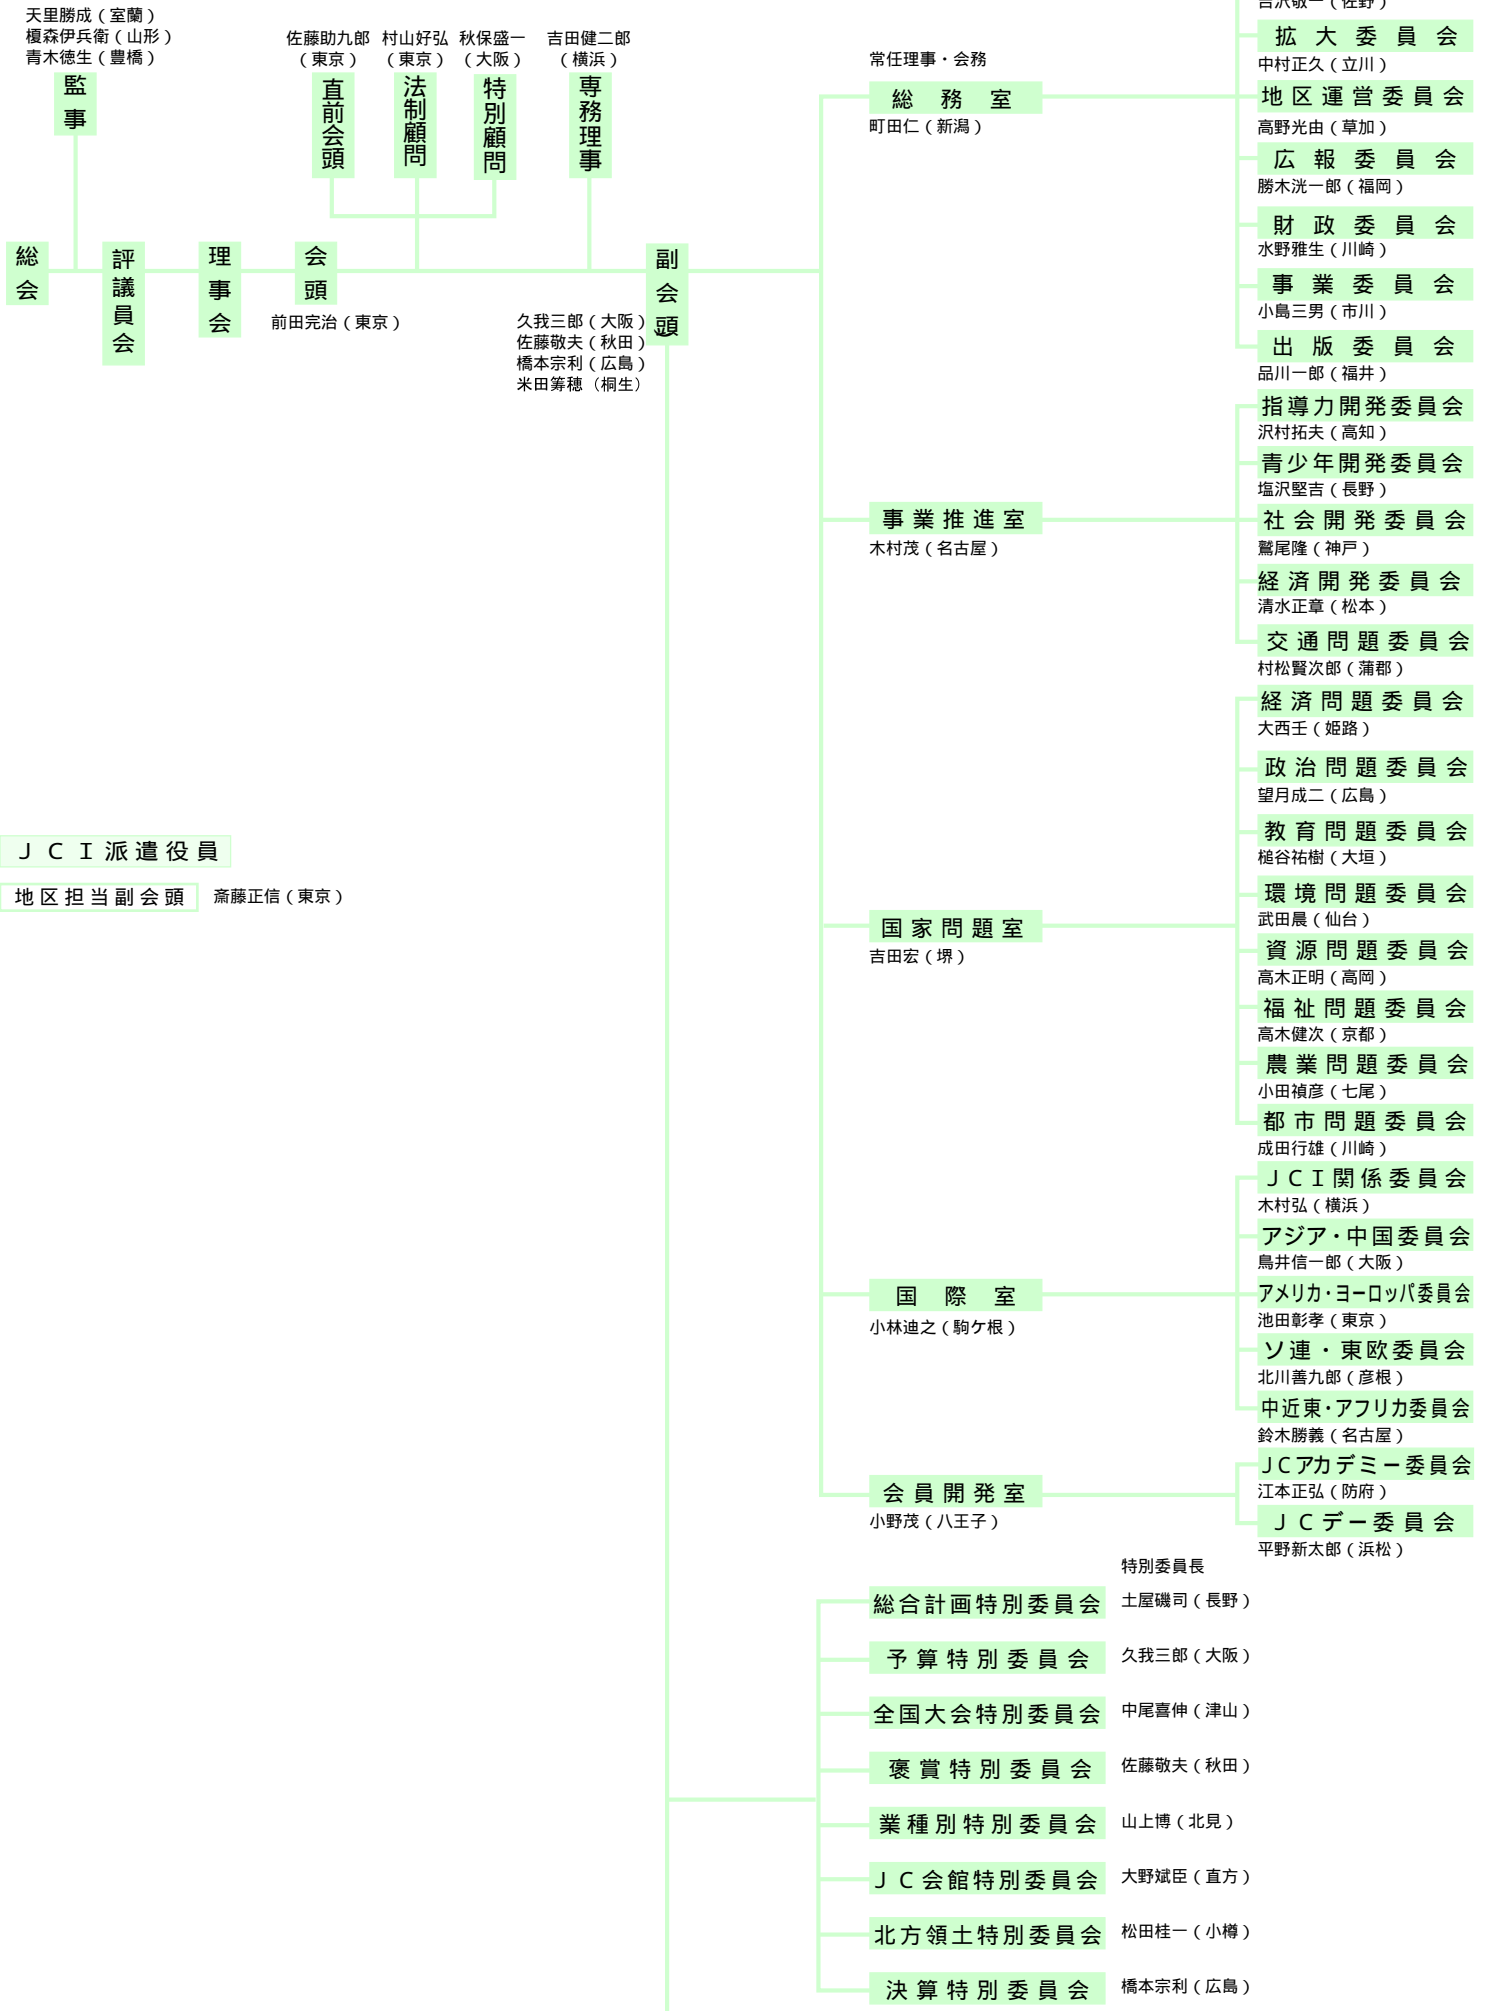 天里勝成（室蘭）
榎森伊兵衛（山形）
青木徳生（豊橋）
監事
佐藤助九郎（東京）
直前会頭
村山好弘（東京）
法制顧問
秋保盛一（大阪）
特別顧問
吉田健二郎（横浜）
専務理事
総会
評議員会
理事会
会頭
前田完治（東京）
副会頭
久我三郎（大阪）
佐藤敬夫（秋田）
橋本宗利（広島）
米田筹穂（桐生）
ＪＣＩ派遣役員
地区担当副会頭
斎藤正信（東京）
常任理事・会務
総務室
町田仁（新潟）
拡大委員会
中村正久（立川）
地区運営委員会
高野光由（草加）
広報委員会
勝木洸一郎（福岡）
財政委員会
水野雅生（川崎）
事業委員会
小島三男（市川）
出版委員会
品川一郎（福井）
事業推進室
木村茂（名古屋）
指導力開発委員会
沢村拓夫（高知）
青少年開発委員会
塩沢堅吉（長野）
社会開発委員会
鷲尾隆（神戸）
経済開発委員会
清水正章（松本）
交通問題委員会
村松賢次郎（蒲郡）
国家問題室
吉田宏（堺）
経済問題委員会
大西壬（姫路）
政治問題委員会
望月成二（広島）
教育問題委員会
槌谷祐樹（大垣）
環境問題委員会
武田晨（仙台）
資源問題委員会
高木正明（高岡）
福祉問題委員会
高木健次（京都）
農業問題委員会
小田禎彦（七尾）
都市問題委員会
成田行雄（川崎）
国際室
小林迪之（駒ケ根）
ＪＣＩ関係委員会
木村弘（横浜）
アジア・中国委員会
鳥井信一郎（大阪）
アメリカ・ヨーロッパ委員会
池田彰孝（東京）
ソ連・東欧委員会
北川善九郎（彦根）
中近東・アフリカ委員会
鈴木勝義（名古屋）
会員開発室
小野茂（八王子）
ＪＣアカデミー委員会
江本正弘（防府）
ＪＣデー委員会
平野新太郎（浜松）
特別委員長
総合計画特別委員会　土屋磯司（長野）
予算特別委員会　久我三郎（大阪）
全国大会特別委員会　中尾喜伸（津山）
褒賞特別委員会　佐藤敬夫（秋田）
業種別特別委員会　山上博（北見）
ＪＣ会館特別委員会　大野斌臣（直方）
北方領土特別委員会　松田桂一（小樽）
決算特別委員会　橋本宗利（広島）